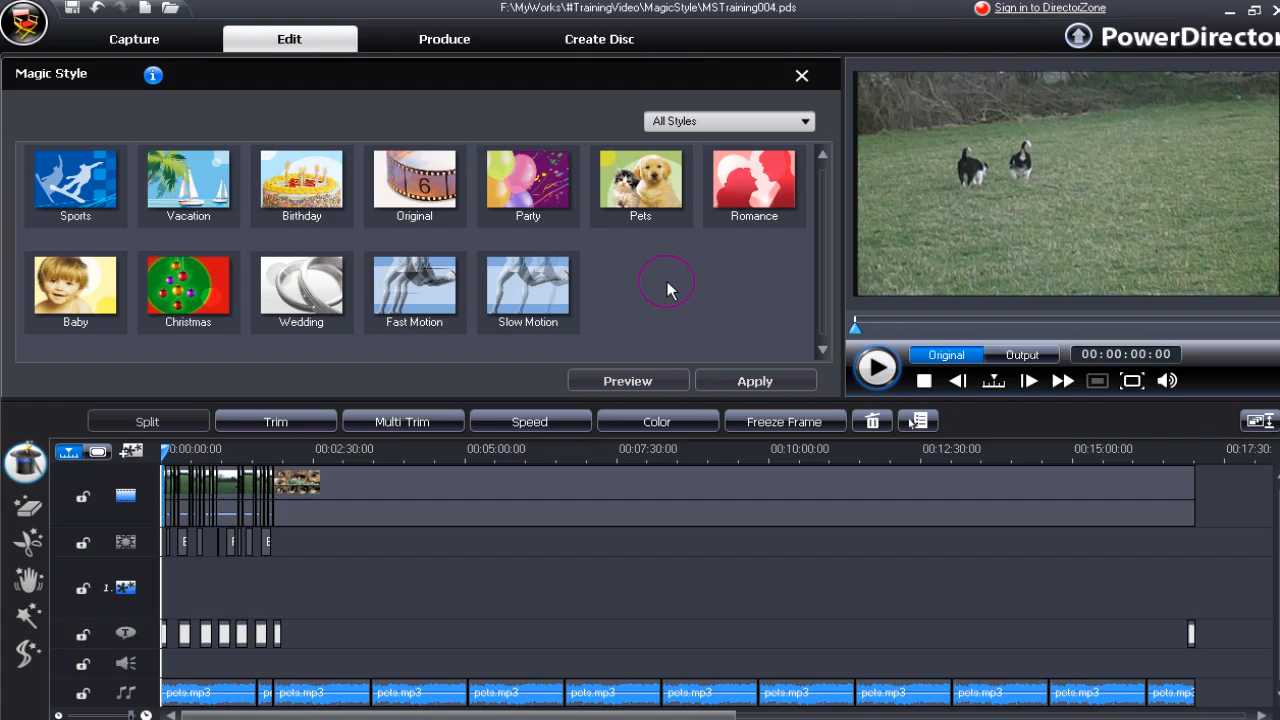 F:\MyWorks\#TrainingVideo\MagicStyle\MSTraining004.pds
Sign in to DirectorZone
Capture
Edit
Produce
Create Disc
PowerDirector
Magic Style
All Styles
Sports
Vacation
Birthday
Original
Party
Pets
Romance
6
Baby
Christmas
Wedding
Fast Motion
Slow Motion
Preview
Apply
Original
Output
00:00:00:00
Split
Trim
Multi Trim
Speed
Color
Freeze Frame
0:00:00:00
00:02:30:00
00:05:00:00
00:07:30:00
00:10:00:00
00:12:30:00
00:15:00:00
00:17:30:
1.
T
pets.mp3
pe
pets.mp3
pets.mp3
pets.mp3
pets.mp3
pets.mp3
pets.mp3
pets.mp3
pets.mp3
pets.mp3
pets.mp3